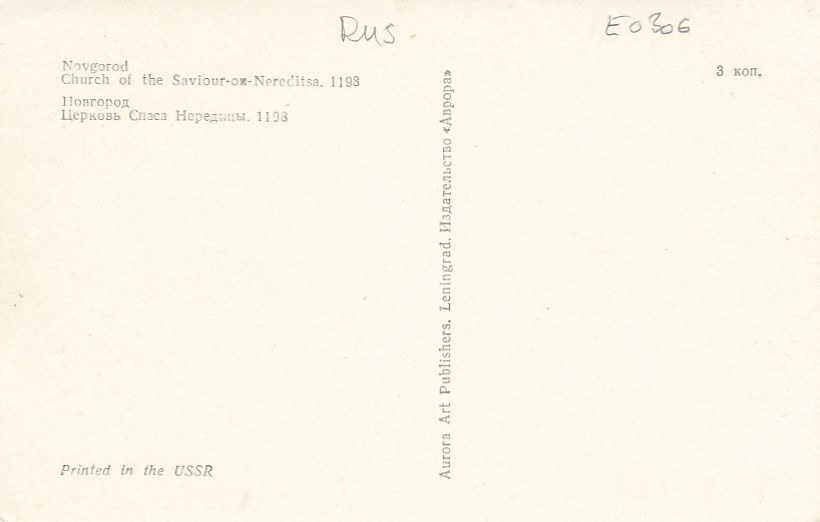 RUS
E0306
Novgorod
Church of the Saviour-on-Nereditsa. 1198
Новгород
Церковь Спаса Нередицы. 1198
3 коп.
Aurora Art Publishers. Leningrad. Издательство «Аврора»
Printed in the USSR